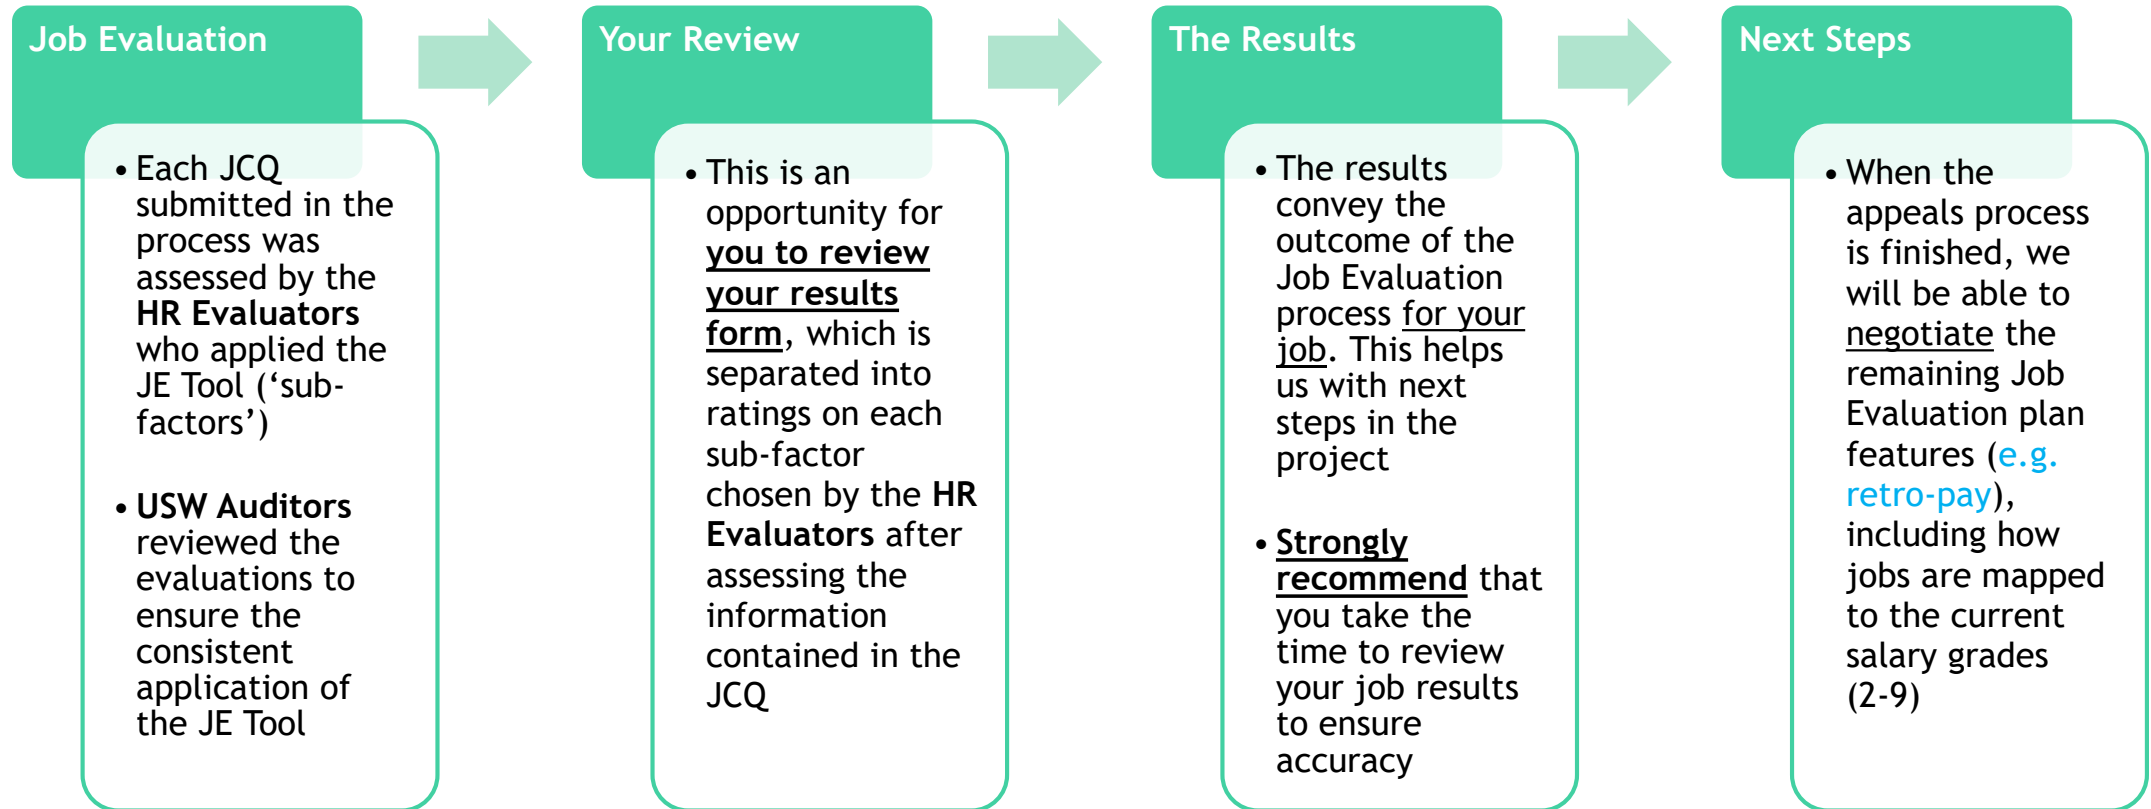 Job Evaluation
• Each JCQ
submitted in the
process was
assessed by the
HR Evaluators
who applied the
JE Tool (‘sub-
factors’)
• USW Auditors
reviewed the
evaluations to
ensure the
consistent
application of
the JE Tool
Your Review
• This is an
opportunity for
you to review
your results
form, which is
separated into
ratings on each
sub-factor
chosen by the HR
Evaluators after
assessing the
information
contained in the
JCQ
The Results
• The results
convey the
outcome of the
Job Evaluation
process for your
job. This helps
us with next
steps in the
project
• Strongly
recommend that
you take the
time to review
your job results
to ensure
accuracy
Next Steps
• When the
appeals process
is finished, we
will be able to
negotiate the
remaining Job
Evaluation plan
features (e.g.
retro-pay),
including how
jobs are mapped
to the current
salary grades
(2-9)